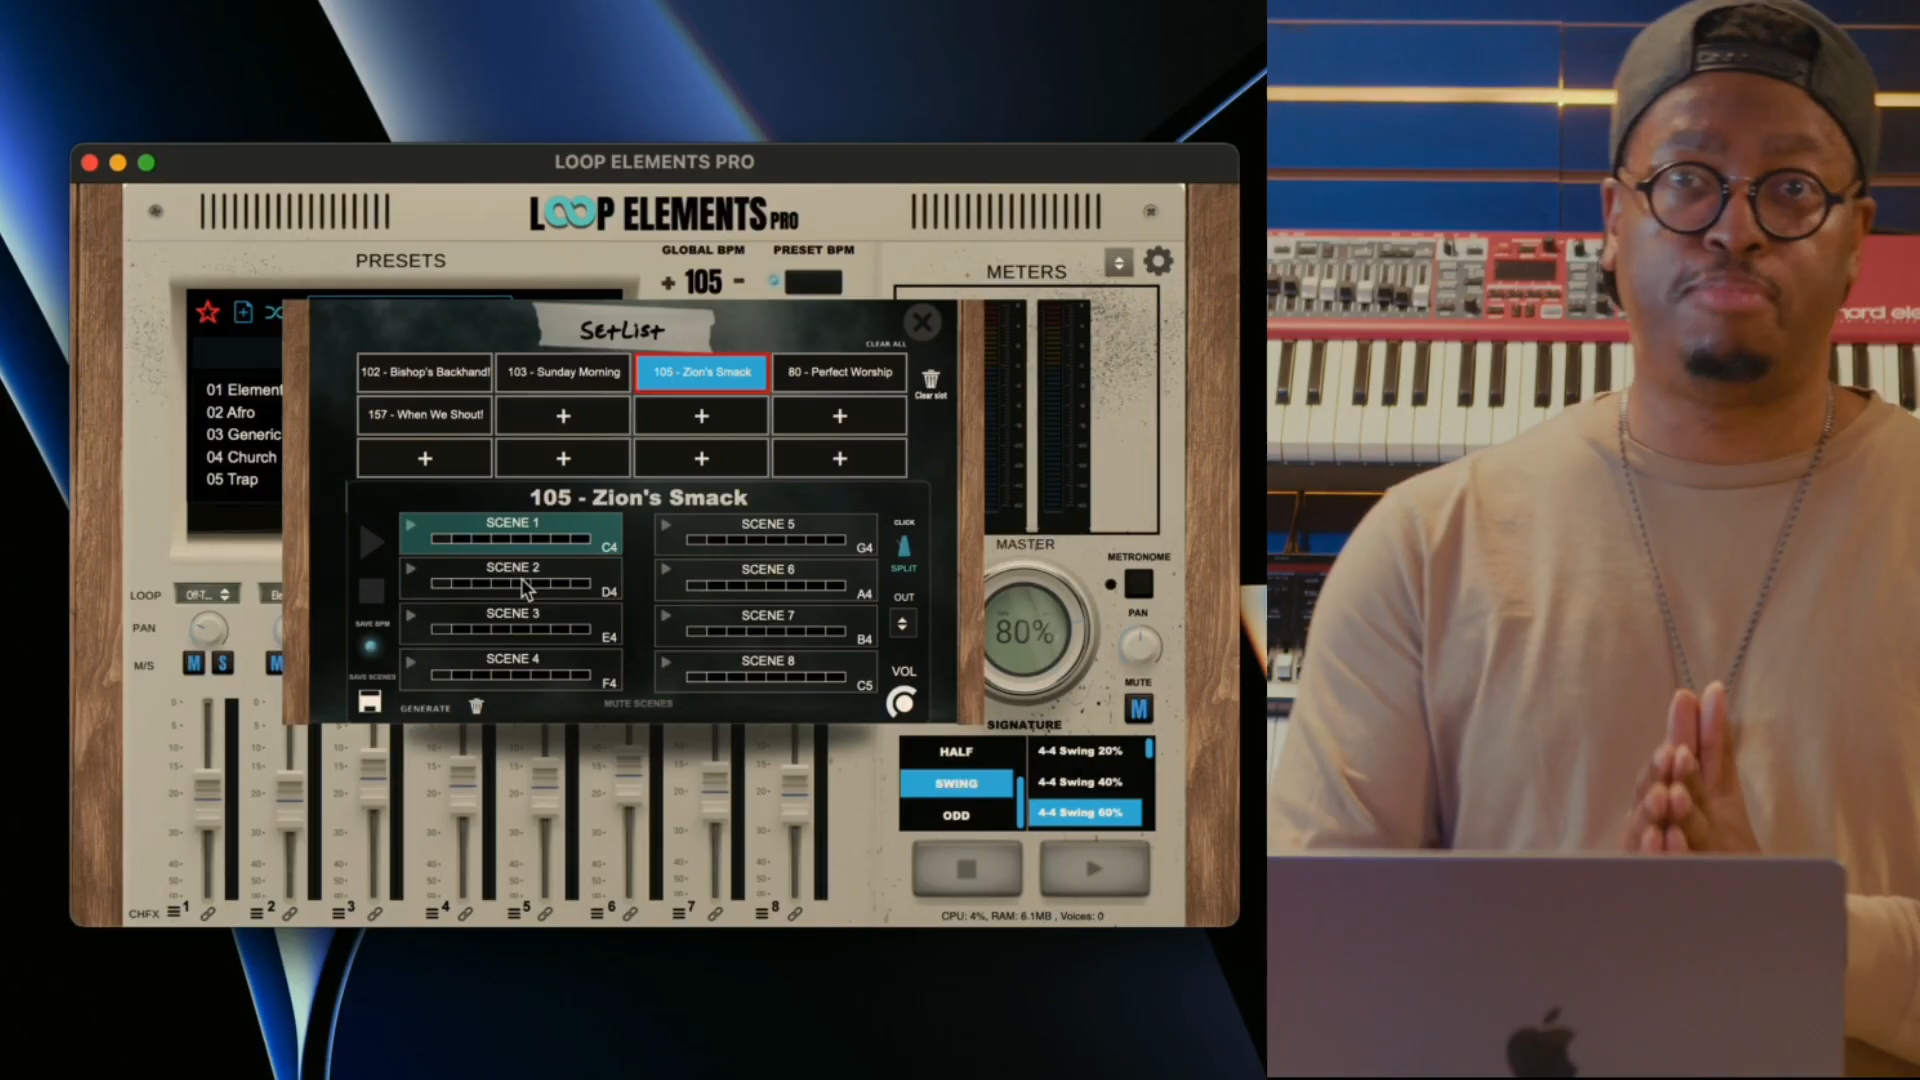 LOOP ELEMENTS PRO
LOOP ELEMENTS PRO
PRESETS
GLOBAL BPM
PRESET BPM
+ 105 -
METERS
SetList
CLEAR ALL
102 - Bishop's Backhand!
103 - Sunday Morning
105 - Zion's Smack
80 - Perfect Worship
Clear slot
157 - When We Shout!
+
+
+
+
+
+
+
01 Element
02 Afro
03 Generic
04 Church
05 Trap
105 - Zion's Smack
SCENE 1
C4
SCENE 2
D4
SCENE 3
E4
SCENE 4
F4
SCENE 5
G4
SCENE 6
A4
SCENE 7
B4
SCENE 8
C5
CLICK
SPLIT
OUT
VOL
SAVE BPM
SAVE SCENES
GENERATE
MUTE SCENES
MASTER
80%
METRONOME
PAN
MUTE
M
LOOP
Off-T...
Ele
PAN
M/S
M
S
M
SIGNATURE
HALF
SWING
ODD
4-4 Swing 20%
4-4 Swing 40%
4-4 Swing 60%
CHFX
1
2
3
4
5
6
7
8
CPU: 4%, RAM: 6.1MB , Voices: 0
nord ele